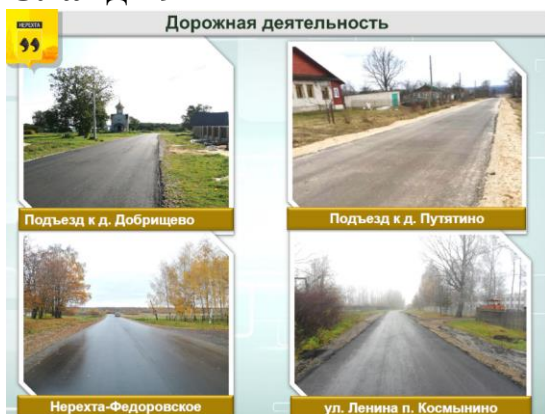 Дорожная деятельность
НЕРЕХТА
Подъезд к д. Добрищево
Подъезд к д. Путятино
Нерехта-Федоровское
ул. Ленина п. Космынино